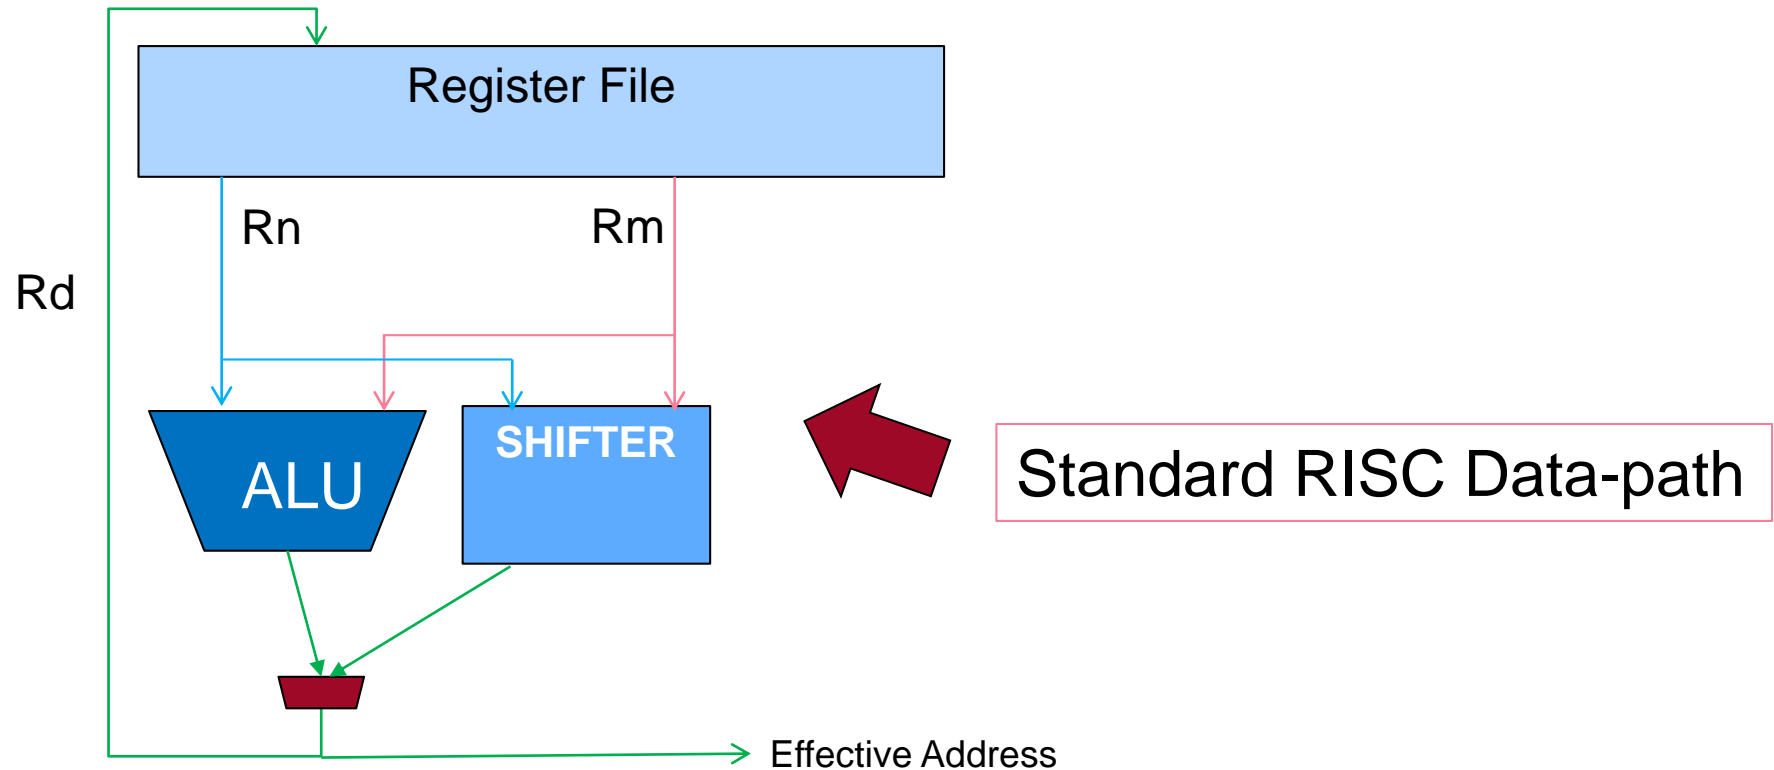 Register File
Rn
Rm
Rd
SHIFTER
ALU
Standard RISC Data-path
Effective Address